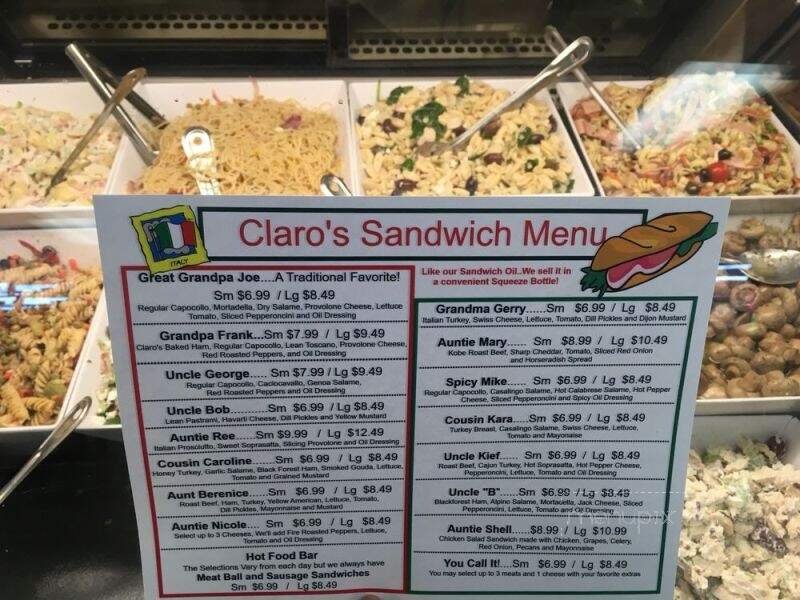 ITALY
Claro's Sandwich Menu
Great Grandpa Joe....A Traditional Favorite!
Sm $6.99 / Lg $8.49
Regular Capocollo, Mortadella, Dry Salame, Provolone Cheese, Lettuce
Tomato, Sliced Pepperoncini and Oil Dressing
Grandpa Frank...Sm $7.99 / Lg $9.49
Claro's Baked Ham, Regular Capocollo, Lean Toscano, Provolone Cheese,
Red Roasted Peppers, and Oil Dressing
Uncle George..... Sm $7.99 / Lg $9.49
Regular Capocollo, Caciocavallo, Genoa Salame,
Red Roasted Peppers and Oil Dressing
Uncle Bob............Sm $6.99 / Lg $8.49
Lean Pastrami, Havarti Cheese, Dill Pickles and Yellow Mustard
Auntie Ree.....Sm $9.99 / Lg $12.49
Italian Prosciutto, Sweet Soprasatta, Slicing Provolone and Oil Dressing
Cousin Caroline......Sm $6.99 / Lg $8.49
Honey Turkey, Garlic Salame, Black Forest Ham, Smoked Gouda, Lettuce,
Tomato and Grained Mustard
Aunt Berenice.....Sm $6.99 / Lg $8.49
Roast Beef, Ham, Turkey, Yellow American, Lettuce, Tomato,
Dill Pickles, Mayonnaise and Mustard
Auntie Nicole.... Sm $6.99 / Lg $8.49
Select up to 3 Cheeses, We'll add Fire Roasted Peppers, Lettuce,
Tomato and Oil Dressing
Hot Food Bar
The Selections Very from each day but we always have
Meat Ball and Sausage Sandwiches
Sm $6.99 / Lg $8.49
Like our Sandwich Oil..We sell it in
a convenient Squeeze Bottle!
Grandma Gerry......Sm $6.99 / Lg $8.49
Italian Turkey, Swiss Cheese, Lettuce, Tomato, Dill Pickles and Dijon Mustard
Auntie Mary...... Sm $8.99 / Lg $10.49
Kobe Roast Beef, Sharp Cheddar, Tomato, Sliced Red Onion
and Horseradish Spread
Spicy Mike...... Sm $6.99 / Lg $8.49
Regular Capocollo, Casalingo Salame, Hot Calabrese Salame, Hot Pepper
Cheese, Sliced Pepperoncini and Spicy Oil Dressing
Cousin Kara.....Sm $6.99 / Lg $8.49
Turkey Breast, Casalingo Salame, Swiss Cheese, Lettuce,
Tomato and Mayonaise
Uncle Kief...... Sm $6.99 / Lg $8.49
Roast Beef, Cajun Turkey, Hot Soprasatta, Hot Pepper Cheese,
Pepperoncini, Lettuce, Tomato and Oil Dressing
Uncle "B".....Sm $6.99 / Lg $8.49
Blackforest Ham, Alpino Salame, Mortadella, Jack Cheese, Sliced
Pepperoncini, Lettuce, Tomato and Oil Dressing
Auntie Shell......$8.99 / Lg $10.99
Chicken Salad Sandwich made with Chicken, Grapes, Celery,
Red Onion, Pecans and Mayonnaise
You Call It!....Sm $6.99 / Lg $8.49
You may select up to 3 meats and 1 cheese with your favorite extras
menupix